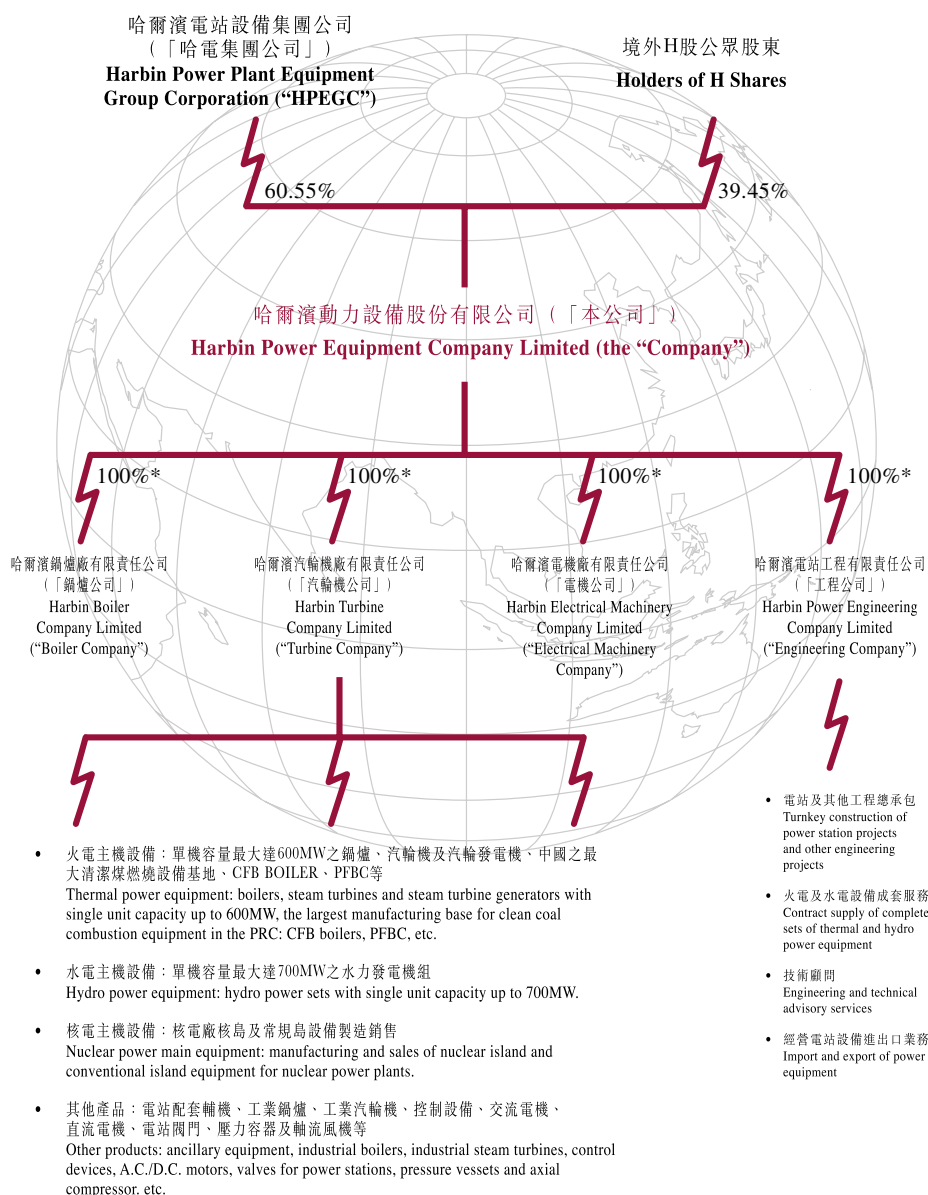 哈爾濱電站設備集團公司
(「哈電集團公司」)
Harbin Power Plant Equipment
Group Corporation (“HPEGC”)
境外H股公眾股東
Holders of H Shares
60.55%
39.45%
哈爾濱動力設備股份有限公司(「本公司」)
Harbin Power Equipment Company Limited (the “Company”)
100%*
100%*
100%*
100%*
哈爾濱鍋爐廠有限責任公司
(「鍋爐公司」)
Harbin Boiler
Company Limited
(“Boiler Company”)
哈爾濱汽輪機廠有限責任公司
(「汽輪機公司」)
Harbin Turbine
Company Limited
(“Turbine Company”)
哈爾濱電機廠有限責任公司
(「電機公司」)
Harbin Electrical Machinery
Company Limited
(“Electrical Machinery
Company”)
哈爾濱電站工程有限責任公司
(「工程公司」)
Harbin Power Engineering
Company Limited
(“Engineering Company”)
• 火電主機設備：單機容量最大達600MW之鍋爐、汽輪機及汽輪發電機、中國之最
大清潔煤燃燒設備基地、CFB BOILER、PFBC等
Thermal power equipment: boilers, steam turbines and steam turbine generators with
single unit capacity up to 600MW, the largest manufacturing base for clean coal
combustion equipment in the PRC: CFB boilers, PFBC, etc.
• 水電主機設備：單機容量最大達700MW之水力發電機組
Hydro power equipment: hydro power sets with single unit capacity up to 700MW.
• 核電主機設備：核電廠核島及常規島設備製造銷售
Nuclear power main equipment: manufacturing and sales of nuclear island and
conventional island equipment for nuclear power plants.
• 其他產品：電站配套輔機、工業鍋爐、工業汽輪機、控制設備、交流電機、
直流電機、電站閥門、壓力容器及軸流風機等
Other products: ancillary equipment, industrial boilers, industrial steam turbines, control
devices, A.C./D.C. motors, valves for power stations, pressure vessets and axial
compressor. etc.
• 電站及其他工程總承包
Turnkey construction of
power station projects
and other engineering
projects
• 火電及水電設備成套服務
Contract supply of complete
sets of thermal and hydro
power equipment
• 技術顧問
Engineering and technical
advisory services
• 經營電站設備進出口業務
Import and export of power
equipment